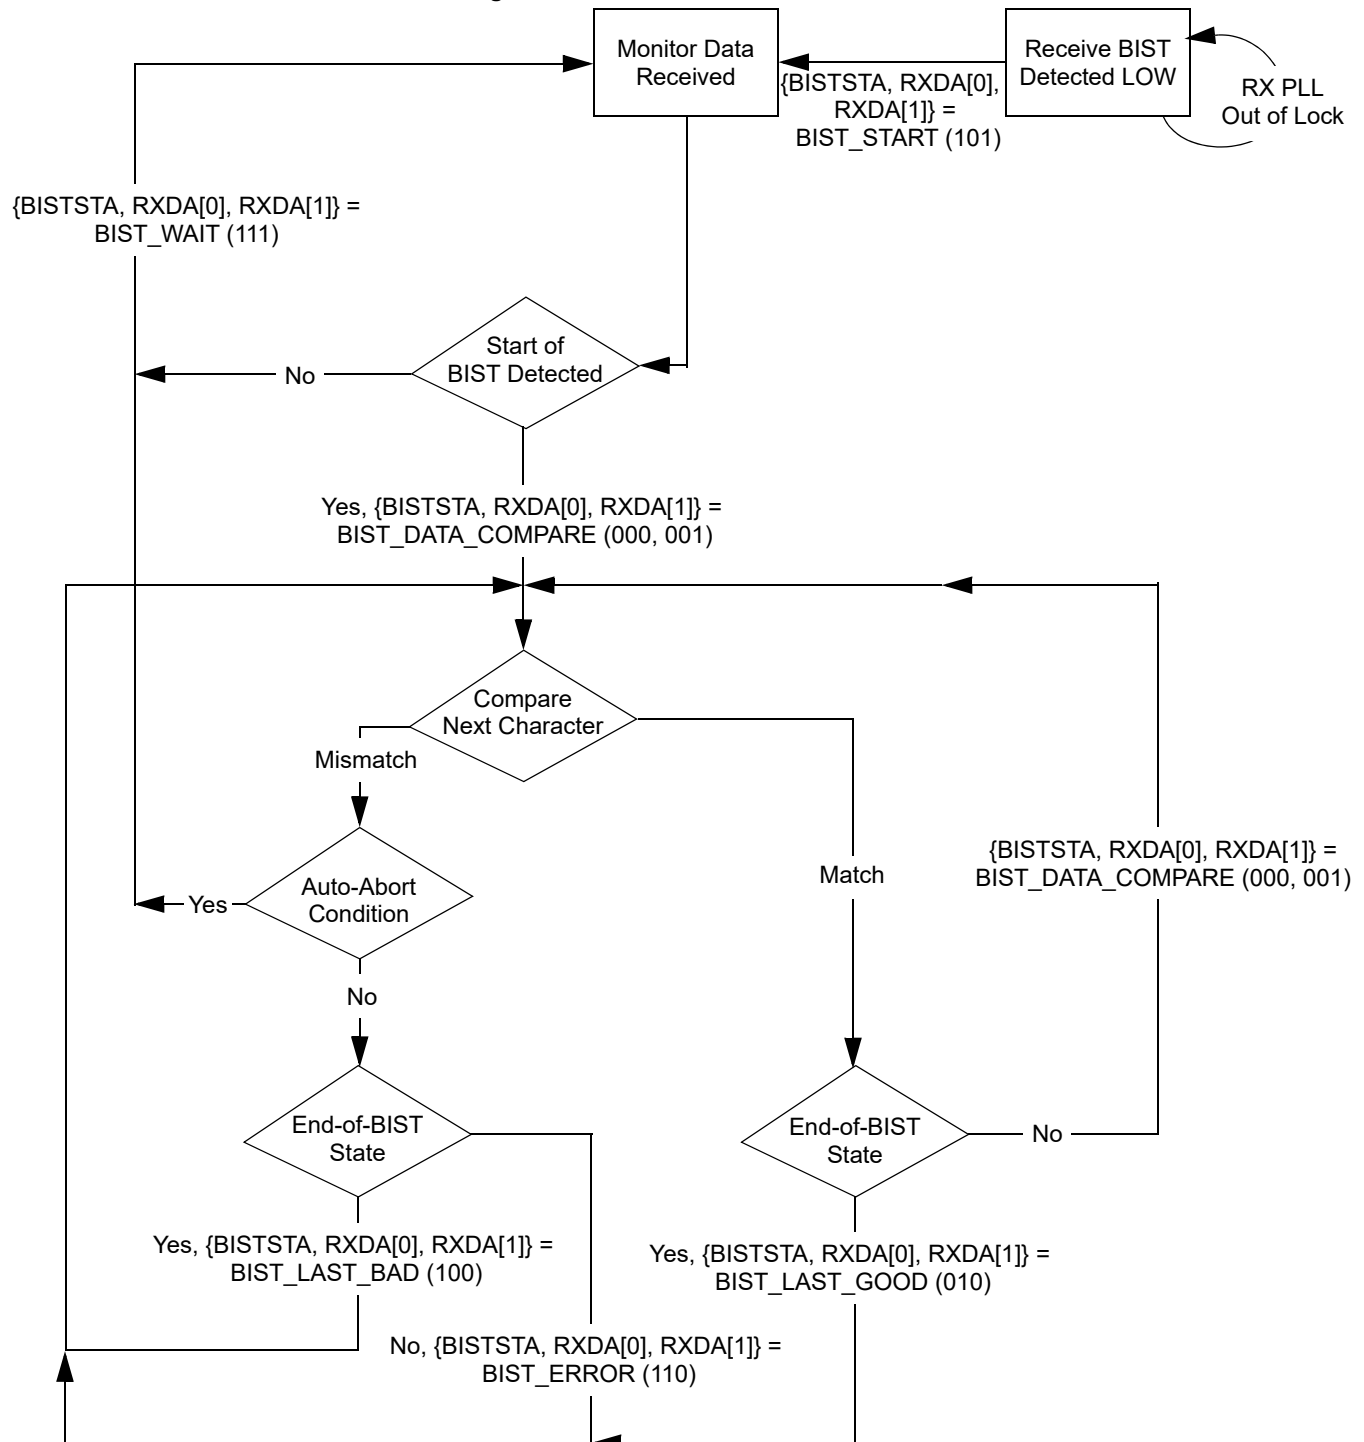 Monitor Data
Received
Receive BIST
Detected LOW
RX PLL
Out of Lock
{BISTSTA, RXDA[0],
RXDA[1]} =
BIST_START (101)
{BISTSTA, RXDA[0], RXDA[1]} =
BIST_WAIT (111)
Start of
BIST Detected
No
Yes, {BISTSTA, RXDA[0], RXDA[1]} =
BIST_DATA_COMPARE (000, 001)
Compare
Next Character
Mismatch
Match
{BISTSTA, RXDA[0], RXDA[1]} =
BIST_DATA_COMPARE (000, 001)
Auto-Abort
Condition
Yes
No
End-of-BIST
State
End-of-BIST
State
No
Yes, {BISTSTA, RXDA[0], RXDA[1]} =
BIST_LAST_BAD (100)
Yes, {BISTSTA, RXDA[0], RXDA[1]} =
BIST_LAST_GOOD (010)
No, {BISTSTA, RXDA[0], RXDA[1]} =
BIST_ERROR (110)